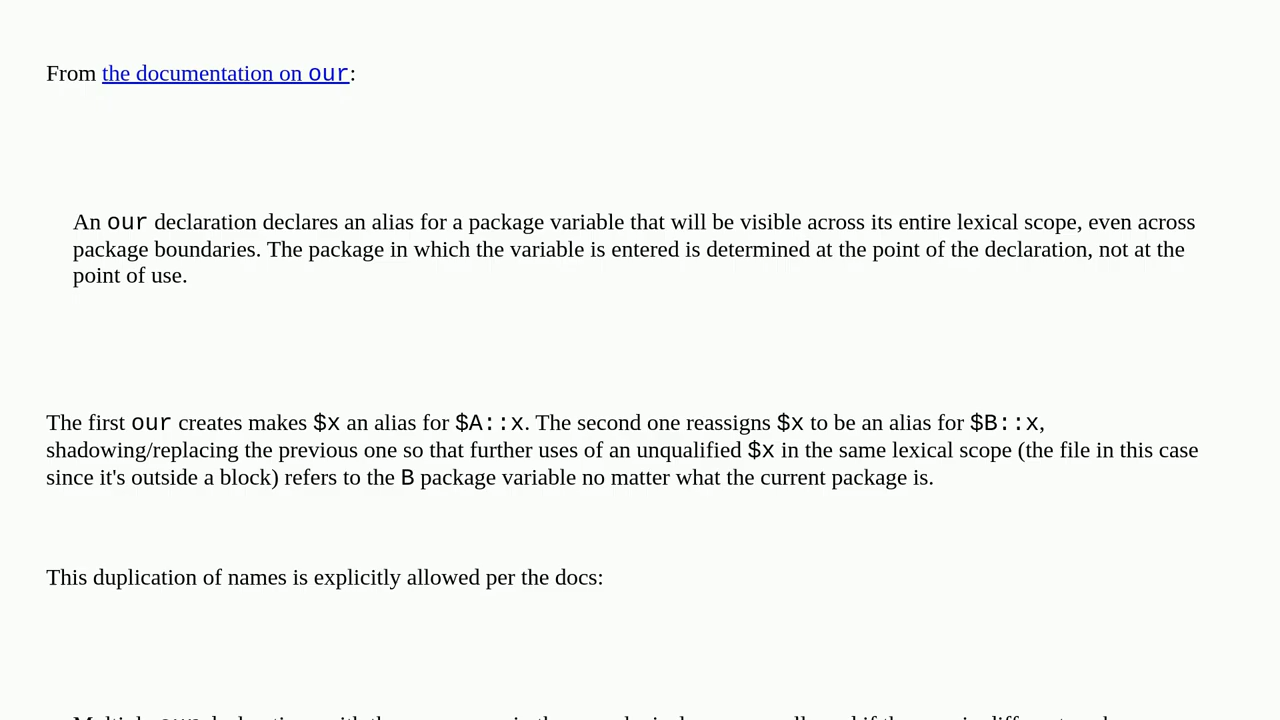 From the documentation on our:
An our declaration declares an alias for a package variable that will be visible across its entire lexical scope, even across
package boundaries. The package in which the variable is entered is determined at the point of the declaration, not at the
point of use.
The first our creates makes $x an alias for $A::x. The second one reassigns $x to be an alias for $B::x,
shadowing/replacing the previous one so that further uses of an unqualified $x in the same lexical scope (the file in this case
since it's outside a block) refers to the B package variable no matter what the current package is.
This duplication of names is explicitly allowed per the docs: